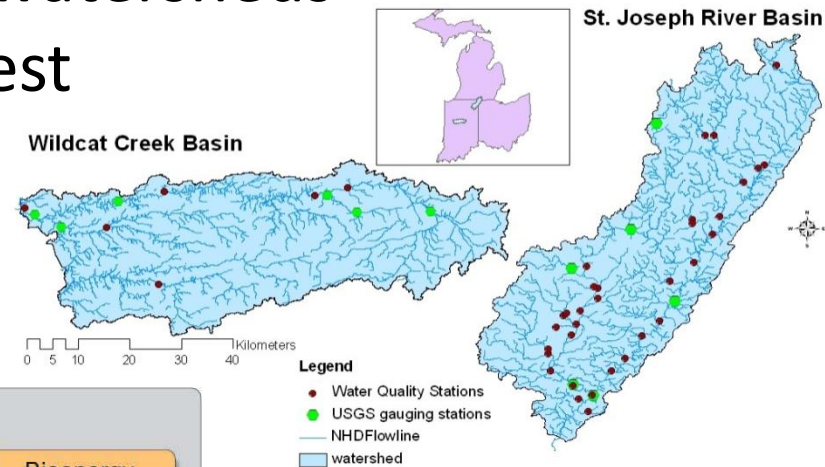 est
St. Joseph River Basin
Wildcat Creek Basin
N
W
E
S
Kilometers
0 5 10 20 30 40
Legend
Water Quality Stations
USGS gauging stations
NHDFlowline
watershed